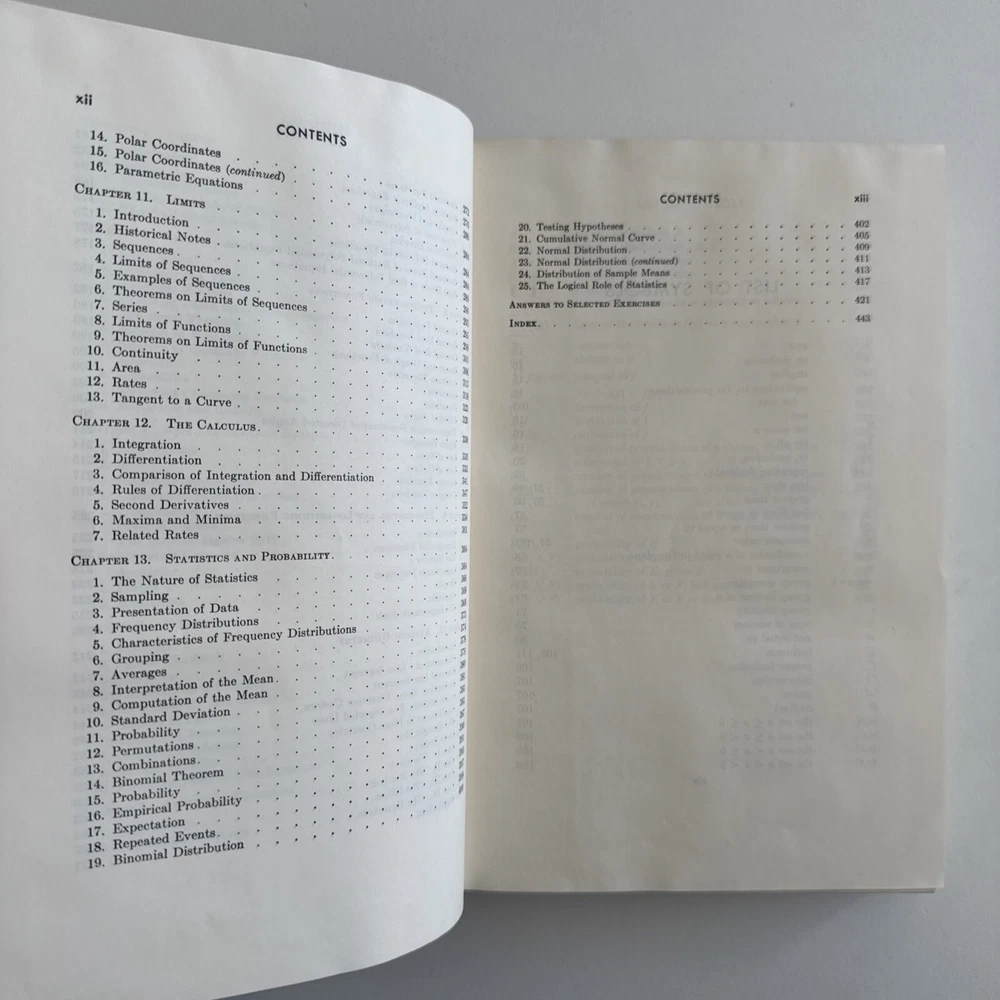 xii
CONTENTS
14. Polar Coordinates
15. Polar Coordinates (continued)
16. Parametric Equations
CHAPTER 11. LIMITS
1. Introduction
2. Historical Notes
3. Sequences
4. Limits of Sequences
5. Examples of Sequences
6. Theorems on Limits of Sequences
7. Series
8. Limits of Functions
9. Theorems on Limits of Functions
10. Continuity
11. Area
12. Rates
13. Tangent to a Curve
CHAPTER 12. THE CALCULUS
1. Integration
2. Differentiation
3. Comparison of Integration and Differentiation
4. Rules of Differentiation
5. Second Derivatives
6. Maxima and Minima
7. Related Rates
CHAPTER 13. STATISTICS AND PROBABILITY
1. The Nature of Statistics
2. Sampling
3. Presentation of Data
4. Frequency Distributions
5. Characteristics of Frequency Distributions
6. Grouping
7. Averages
8. Interpretation of the Mean
9. Computation of the Mean
10. Standard Deviation
11. Probability
12. Permutations
13. Combinations
14. Binomial Theorem
15. Probability
16. Empirical Probability
17. Expectation
18. Repeated Events
19. Binomial Distribution
CONTENTS xiii
20. Testing Hypotheses 402
21. Cumulative Normal Curve 405
22. Normal Distribution 409
23. Normal Distribution (continued) 411
24. Distribution of Sample Means 413
25. The Logical Role of Statistics 417
ANSWERS TO SELECTED EXERCISES 421
INDEX 443